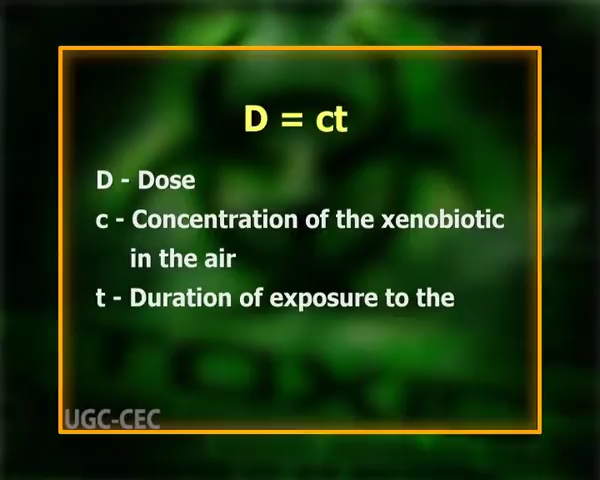 D = ct
D - Dose
c - Concentration of the xenobiotic
in the air
t - Duration of exposure to the
UGC-CEC